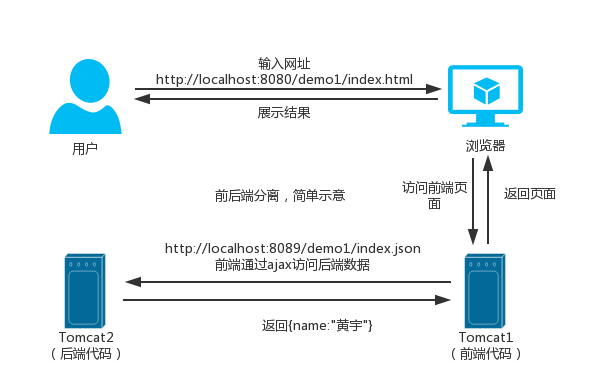 输入网址
http://localhost:8080/demo1/index.html
展示结果
用户
浏览器
访问前端页
面
返回页面
前后端分离，简单示意
http://localhost:8089/demo1/index.json
前端通过ajax访问后端数据
返回{name:"黄宇"}
Tomcat2
（后端代码）
Tomcat1
（前端代码）